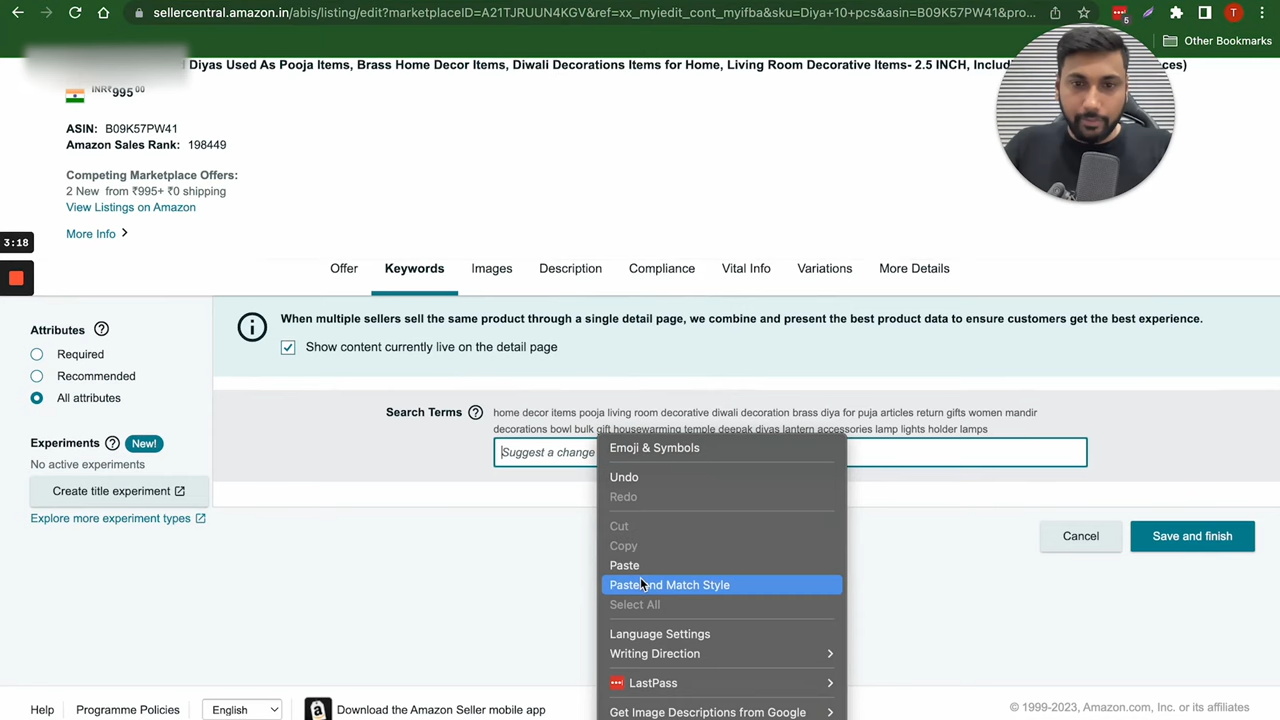 sellercentral.amazon.in/abis/listing/edit?marketplaceID=A21TJRUUN4KGV&ref=xx_myiedit_cont_myifba&sku=Diya+10+pcs&asin=B09K57PW41&pro...
5
T
Other Bookmarks
Diyas Used As Pooja Items, Brass Home Decor Items, Diwali Decorations Items for Home, Living Room Decorative Items- 2.5 INCH, Includ
ces)
INR₹995 00
ASIN: B09K57PW41
Amazon Sales Rank: 198449
Competing Marketplace Offers:
2 New from ₹995+ ₹0 shipping
View Listings on Amazon
More Info
3:18
Offer Keywords Images Description Compliance Vital Info Variations More Details
Attributes ?
Required
Recommended
All attributes
Experiments ? New!
No active experiments
Create title experiment
Explore more experiment types
When multiple sellers sell the same product through a single detail page, we combine and present the best product data to ensure customers get the best experience.
Show content currently live on the detail page
Search Terms ? home decor items pooja living room decorative diwali decoration brass diya for puja articles return gifts women mandir
decorations bowl bulk gift housewarming temple deepak diyas lantern accessories lamp lights holder lamps
Suggest a change
Emoji & Symbols
Undo
Redo
Cut
Copy
Paste
Paste and Match Style
Select All
Language Settings
Writing Direction
LastPass
Get Image Descriptions from Google
Cancel
Save and finish
Help Programme Policies English Download the Amazon Seller mobile app
© 1999-2023, Amazon.com, Inc. or its affiliates